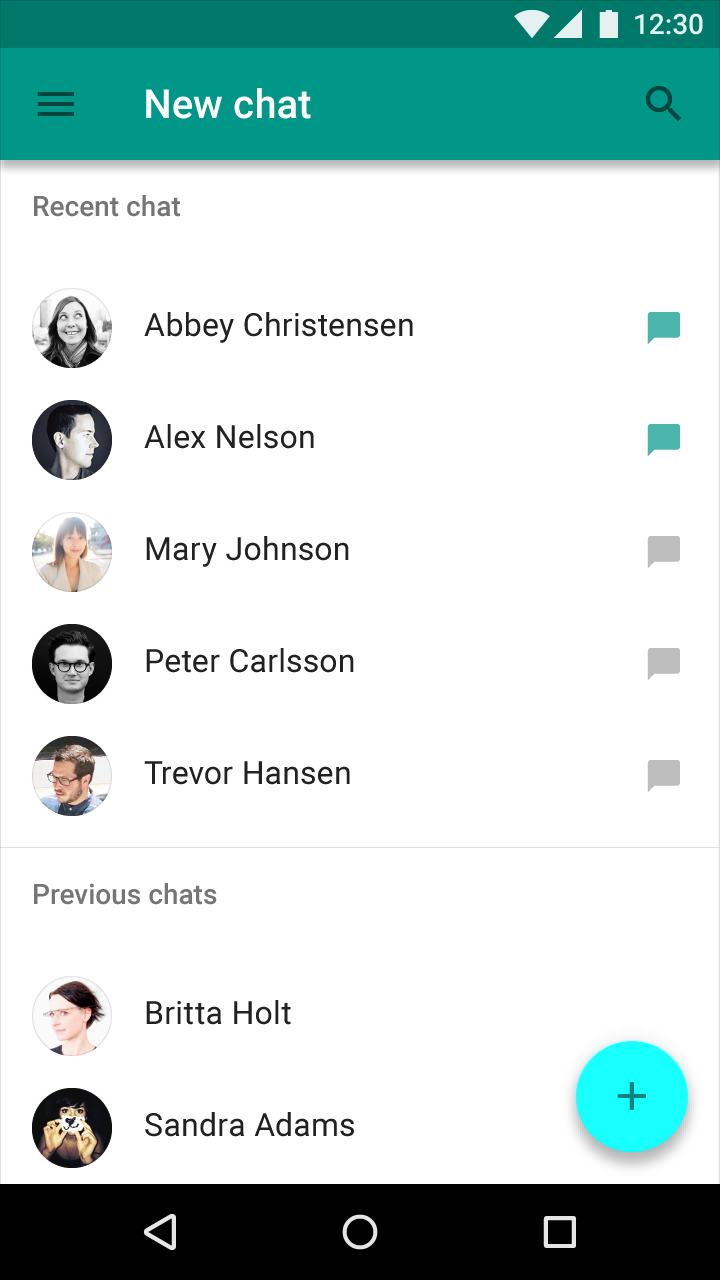 12:30
New chat
Recent chat
Abbey Christensen
Alex Nelson
Mary Johnson
Peter Carlsson
Trevor Hansen
Previous chats
Britta Holt
Sandra Adams